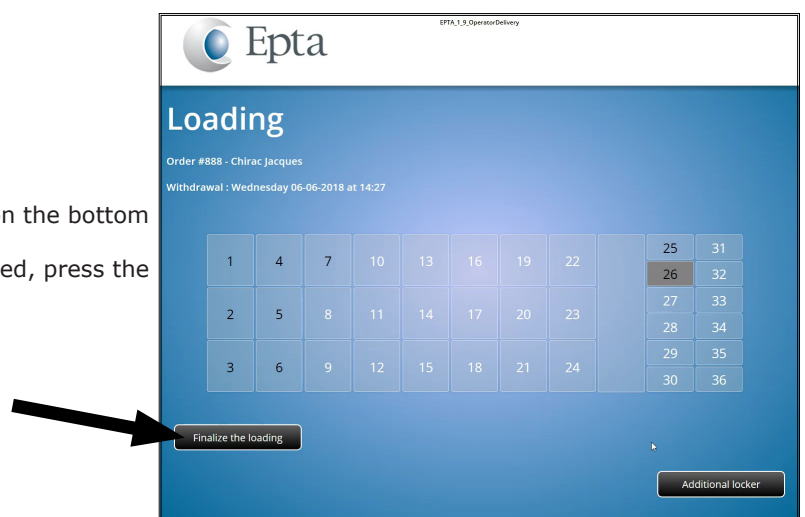 EPTA_1_9_OperatorDelivery
Epta
Loading
Order #888 - Chirac Jacques
Withdrawal : Wednesday 06-06-2018 at 14:27
n the bottom
ed, press the
1 4 7 10 13 16 19 22 25 31
26 32
2 5 8 11 14 17 20 23 27 33
28 34
3 6 9 12 15 18 21 24 29 35
30 36
Finalize the loading
Additional locker